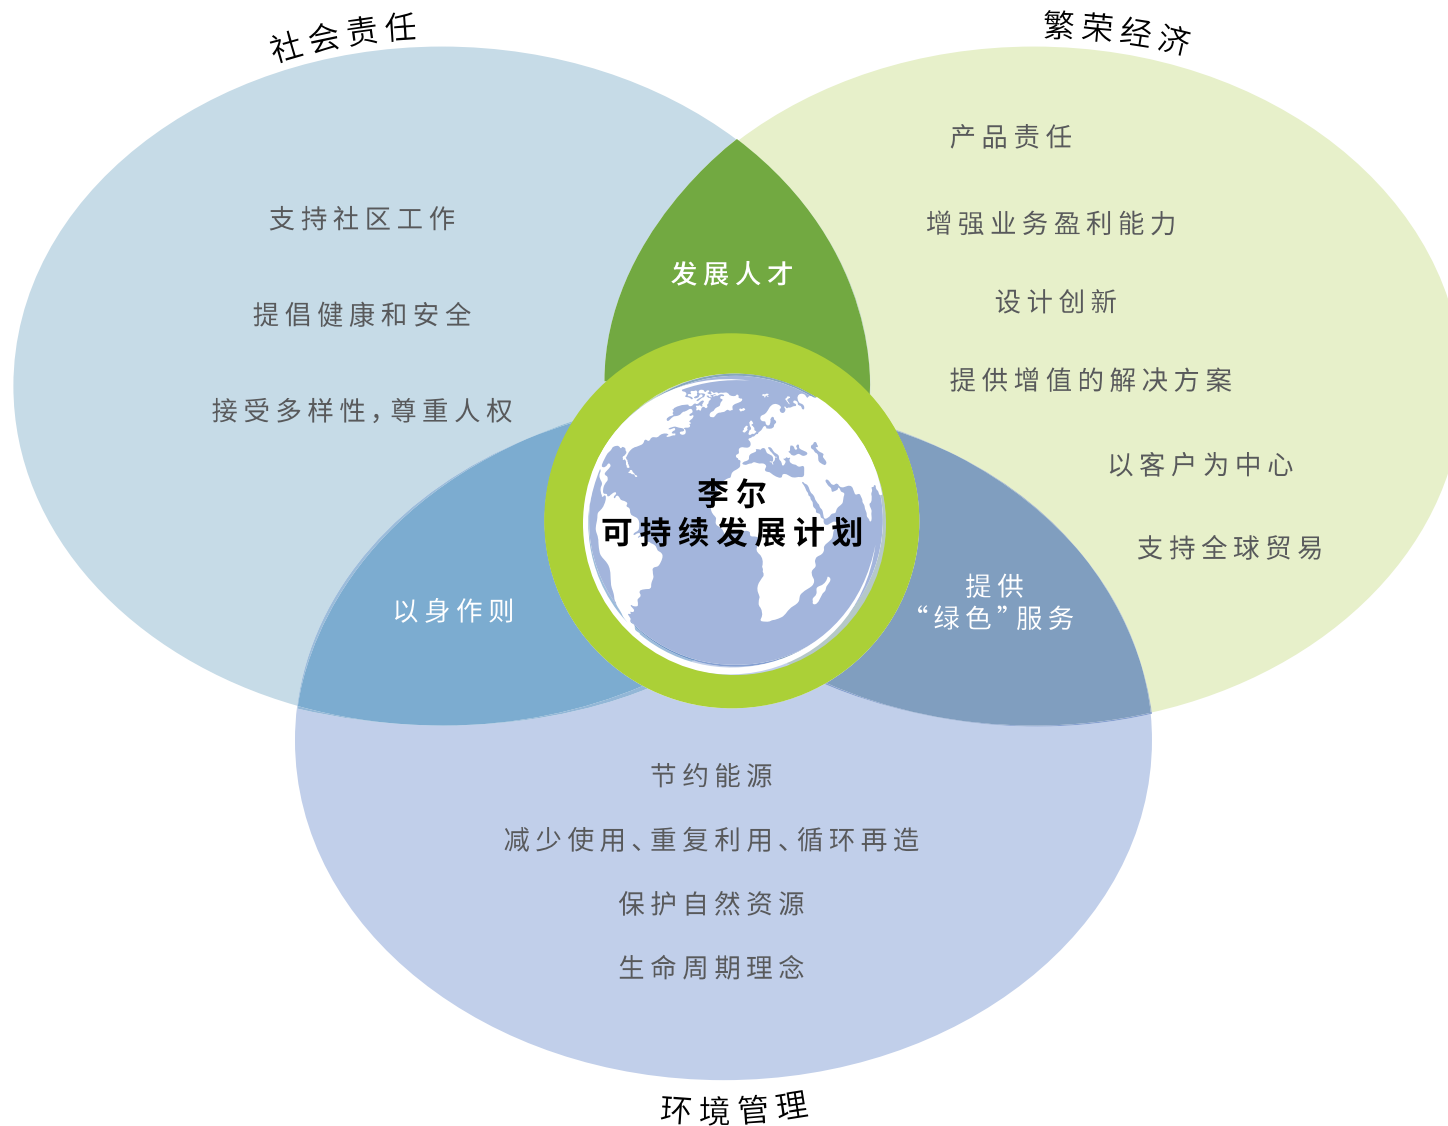 社会责任
繁荣经济
支持社区工作
提倡健康和安全
接受多样性，尊重人权
发展人才
产品责任
增强业务盈利能力
设计创新
提供增值的解决方案
以客户为中心
支持全球贸易
李尔
可持续发展计划
以身作则
提供
“绿色”服务
节约能源
减少使用、重复利用、循环再造
保护自然资源
生命周期理念
环境管理